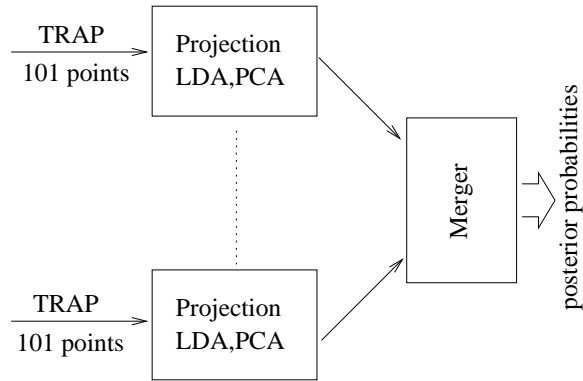 TRAP
101 points
Projection
LDA,PCA
TRAP
101 points
Projection
LDA,PCA
Merger
posterior probabilities